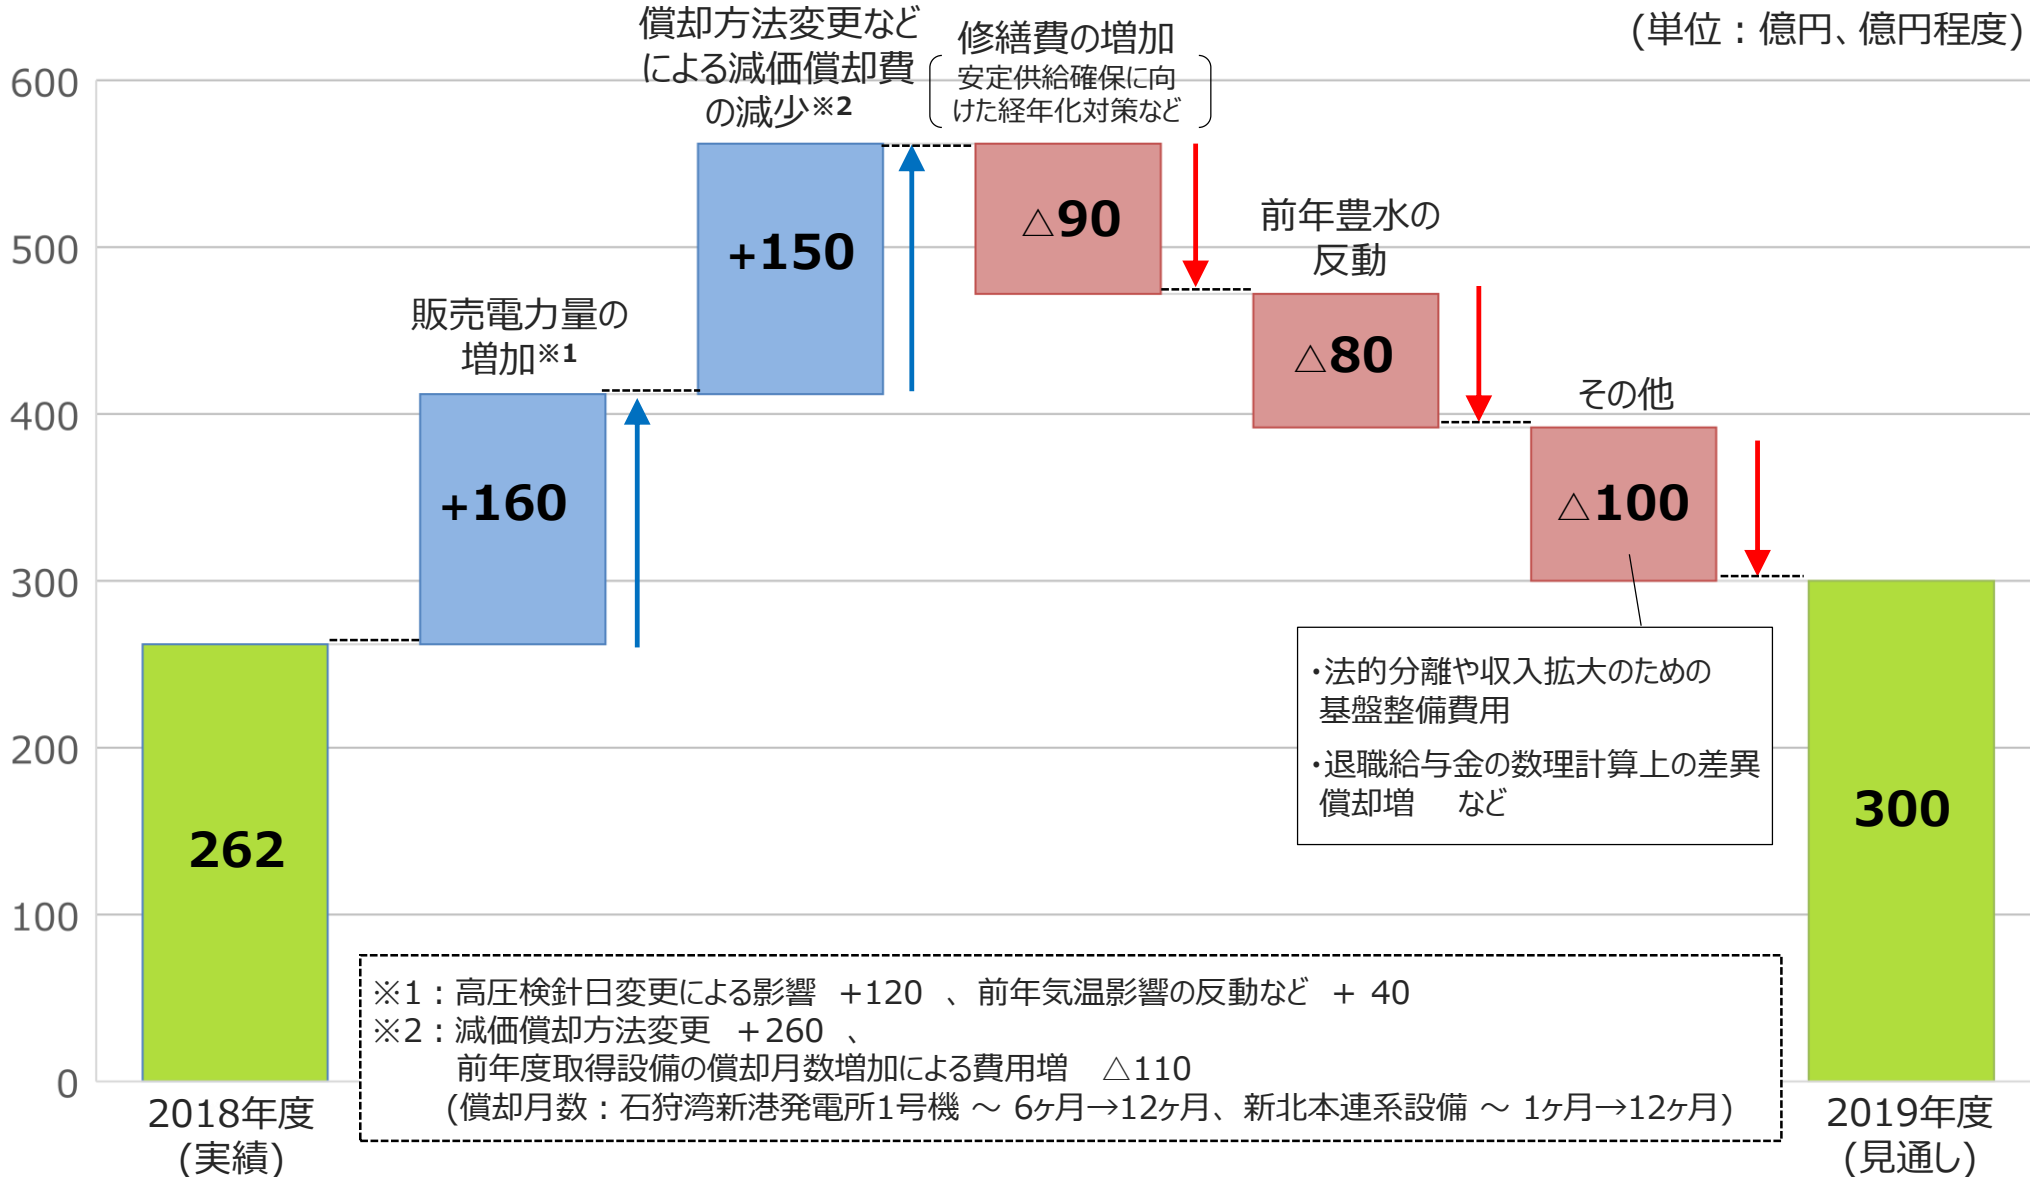 (単位：億円、億円程度)
償却方法変更など
による減価償却費
の減少※2
修繕費の増加
安定供給確保に向
けた経年化対策など
前年豊水の
反動
販売電力量の
増加※1
その他
600
500
400
300
200
100
0
262
+160
+150
△90
△80
△100
300
・法的分離や収入拡大のための
基盤整備費用
・退職給与金の数理計算上の差異
償却増　など
※1：高圧検針日変更による影響 +120 、前年気温影響の反動など + 40
※2：減価償却方法変更 +260 、
前年度取得設備の償却月数増加による費用増 △110
(償却月数：石狩湾新港発電所1号機 ～ 6ヶ月→12ヶ月、新北本連系設備 ～ 1ヶ月→12ヶ月)
2018年度
(実績)
2019年度
(見通し)